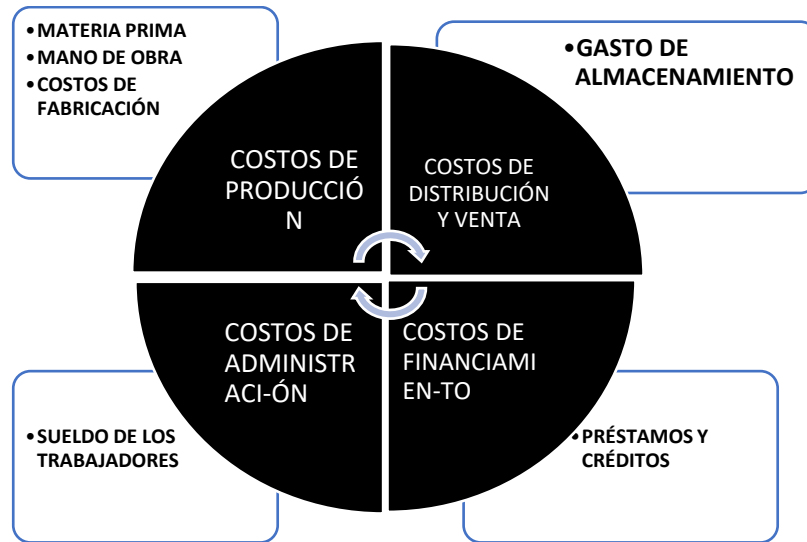 •MATERIA PRIMA
•MANO DE OBRA
•COSTOS DE
FABRICACIÓN
•GASTO DE
ALMACENAMIENTO
COSTOS DE
PRODUCCIÓ
N
COSTOS DE
DISTRIBUCIÓN
Y VENTA
COSTOS DE
ADMINISTR
ACI-ÓN
COSTOS DE
FINANCIAMI
EN-TO
•SUELDO DE LOS
TRABAJADORES
•PRÉSTAMOS Y
CRÉDITOS